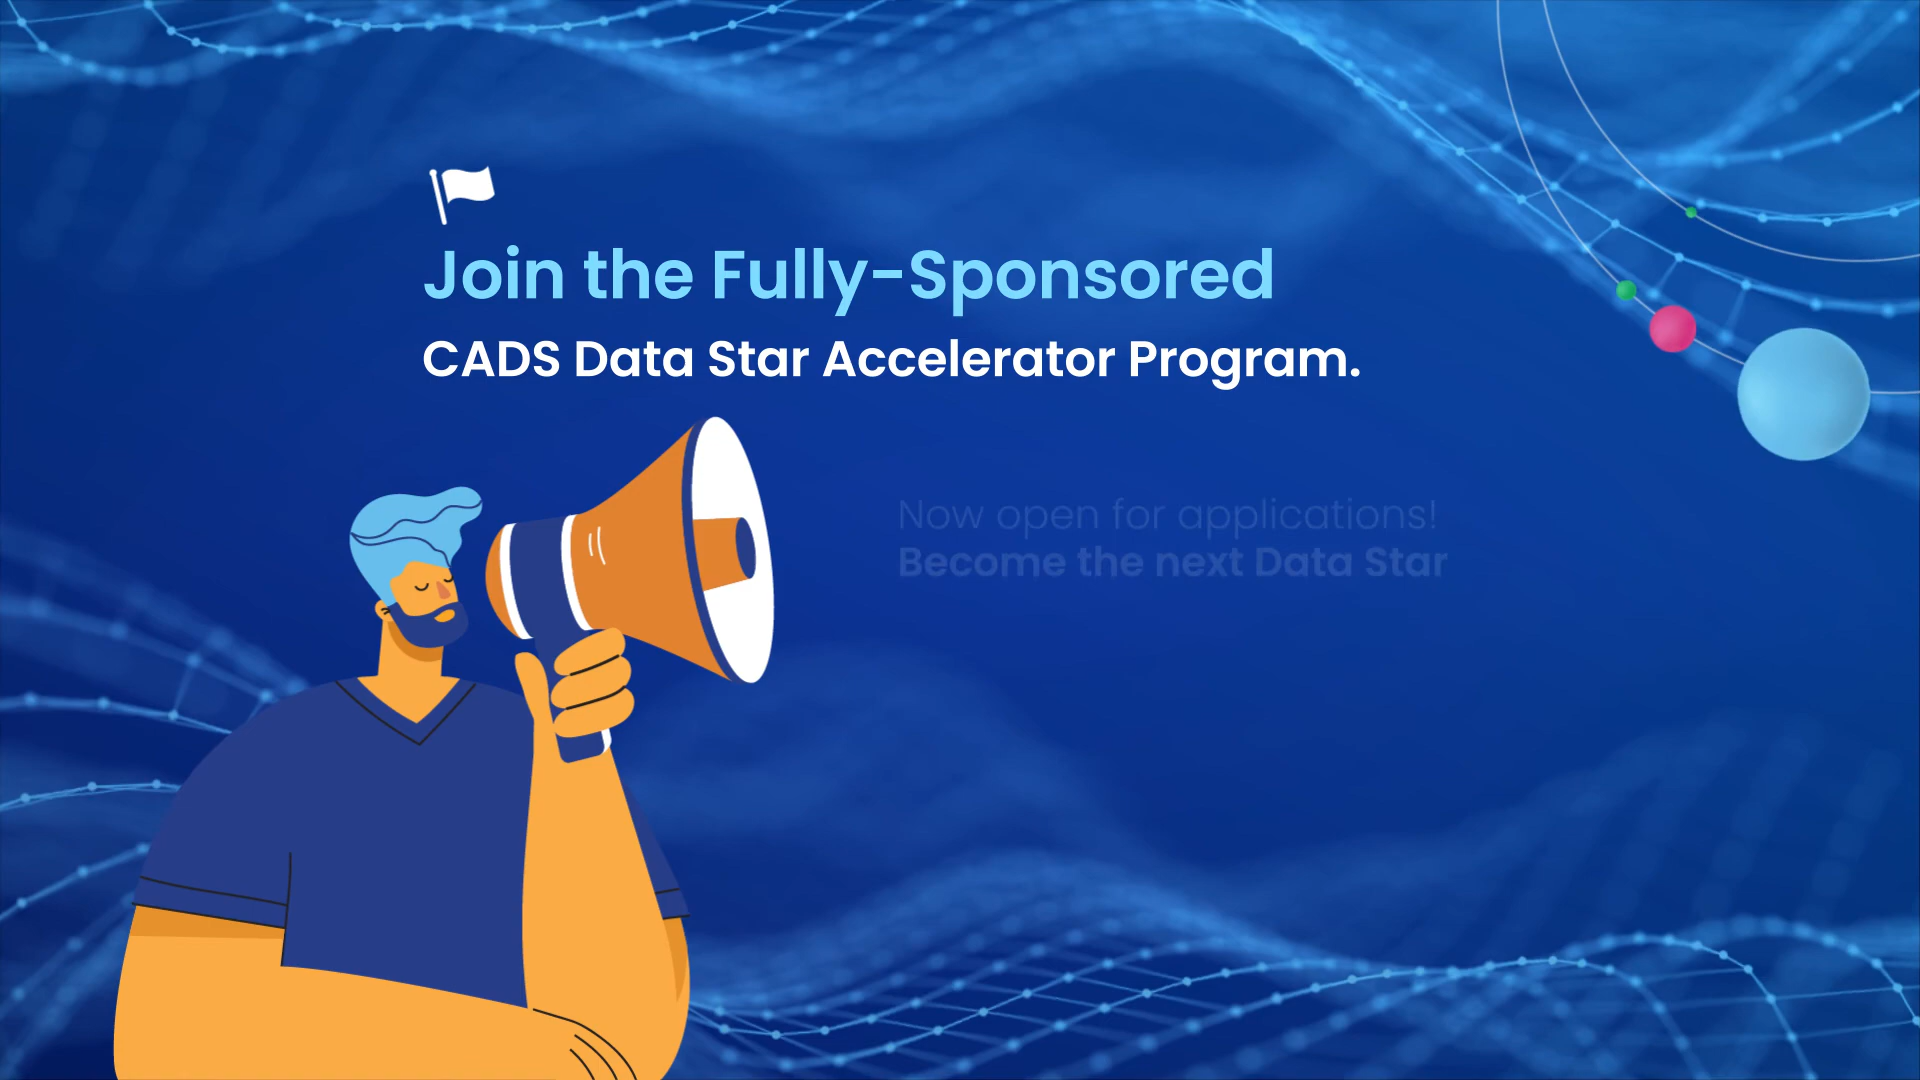 Join the Fully-Sponsored
CADS Data Star Accelerator Program.
Now open for applications!
Become the next Data Star